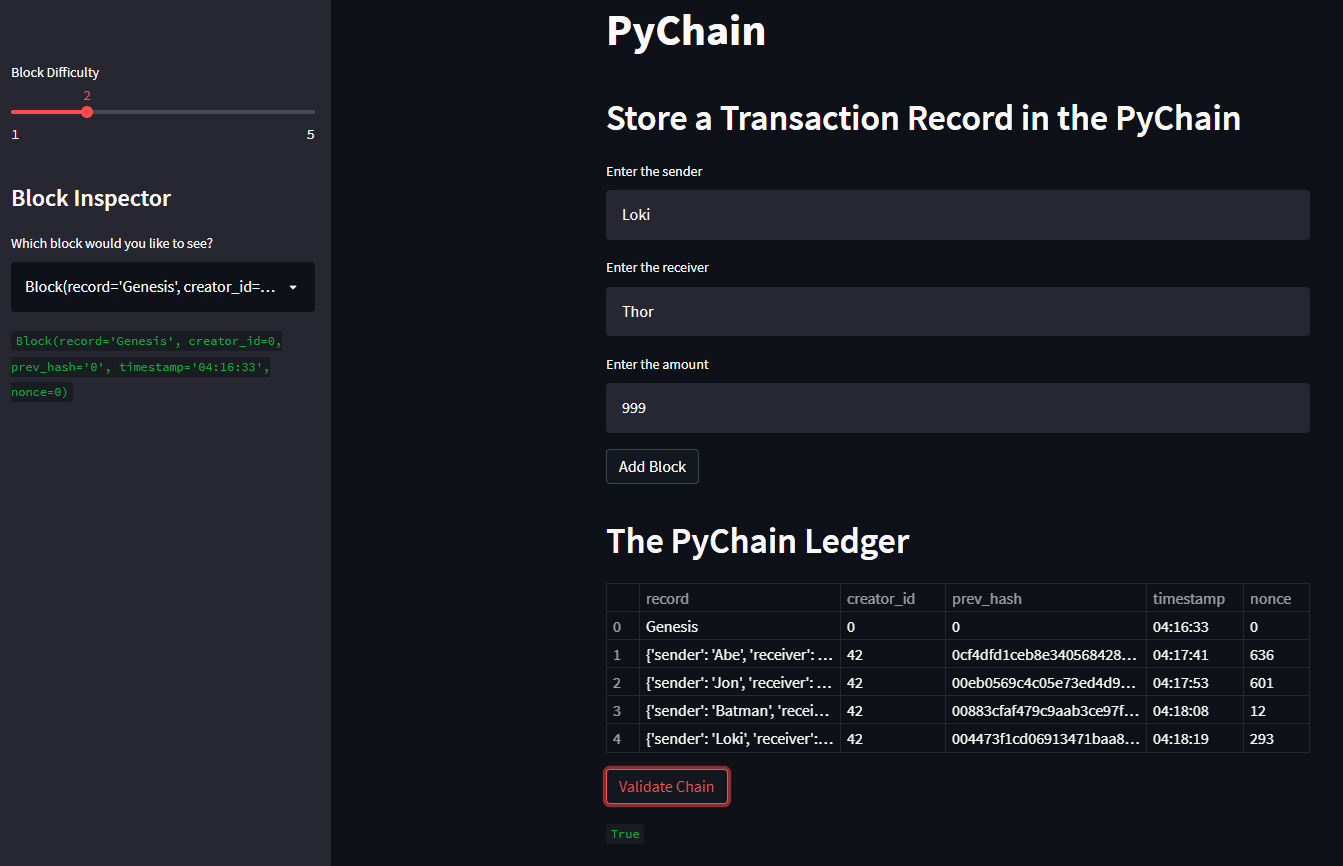 Block Difficulty
2
1 5
Block Inspector
Which block would you like to see?
Block(record='Genesis', creator_id=...
Block(record='Genesis', creator_id=0,
prev_hash='0', timestamp='04:16:33',
nonce=0)
PyChain
Store a Transaction Record in the PyChain
Enter the sender
Loki
Enter the receiver
Thor
Enter the amount
999
Add Block
The PyChain Ledger
record creator_id prev_hash timestamp nonce
0 Genesis 0 0 04:16:33 0
1 {'sender': 'Abe', 'receiver': ... 42 0cf4dfd1ceb8e340568428... 04:17:41 636
2 {'sender': 'Jon', 'receiver': ... 42 00eb0569c4c05e73ed4d9... 04:17:53 601
3 {'sender': 'Batman', 'recei... 42 00883cfaf479c9aab3ce97f... 04:18:08 12
4 {'sender': 'Loki', 'receiver':... 42 004473f1cd06913471baa8... 04:18:19 293
Validate Chain
True